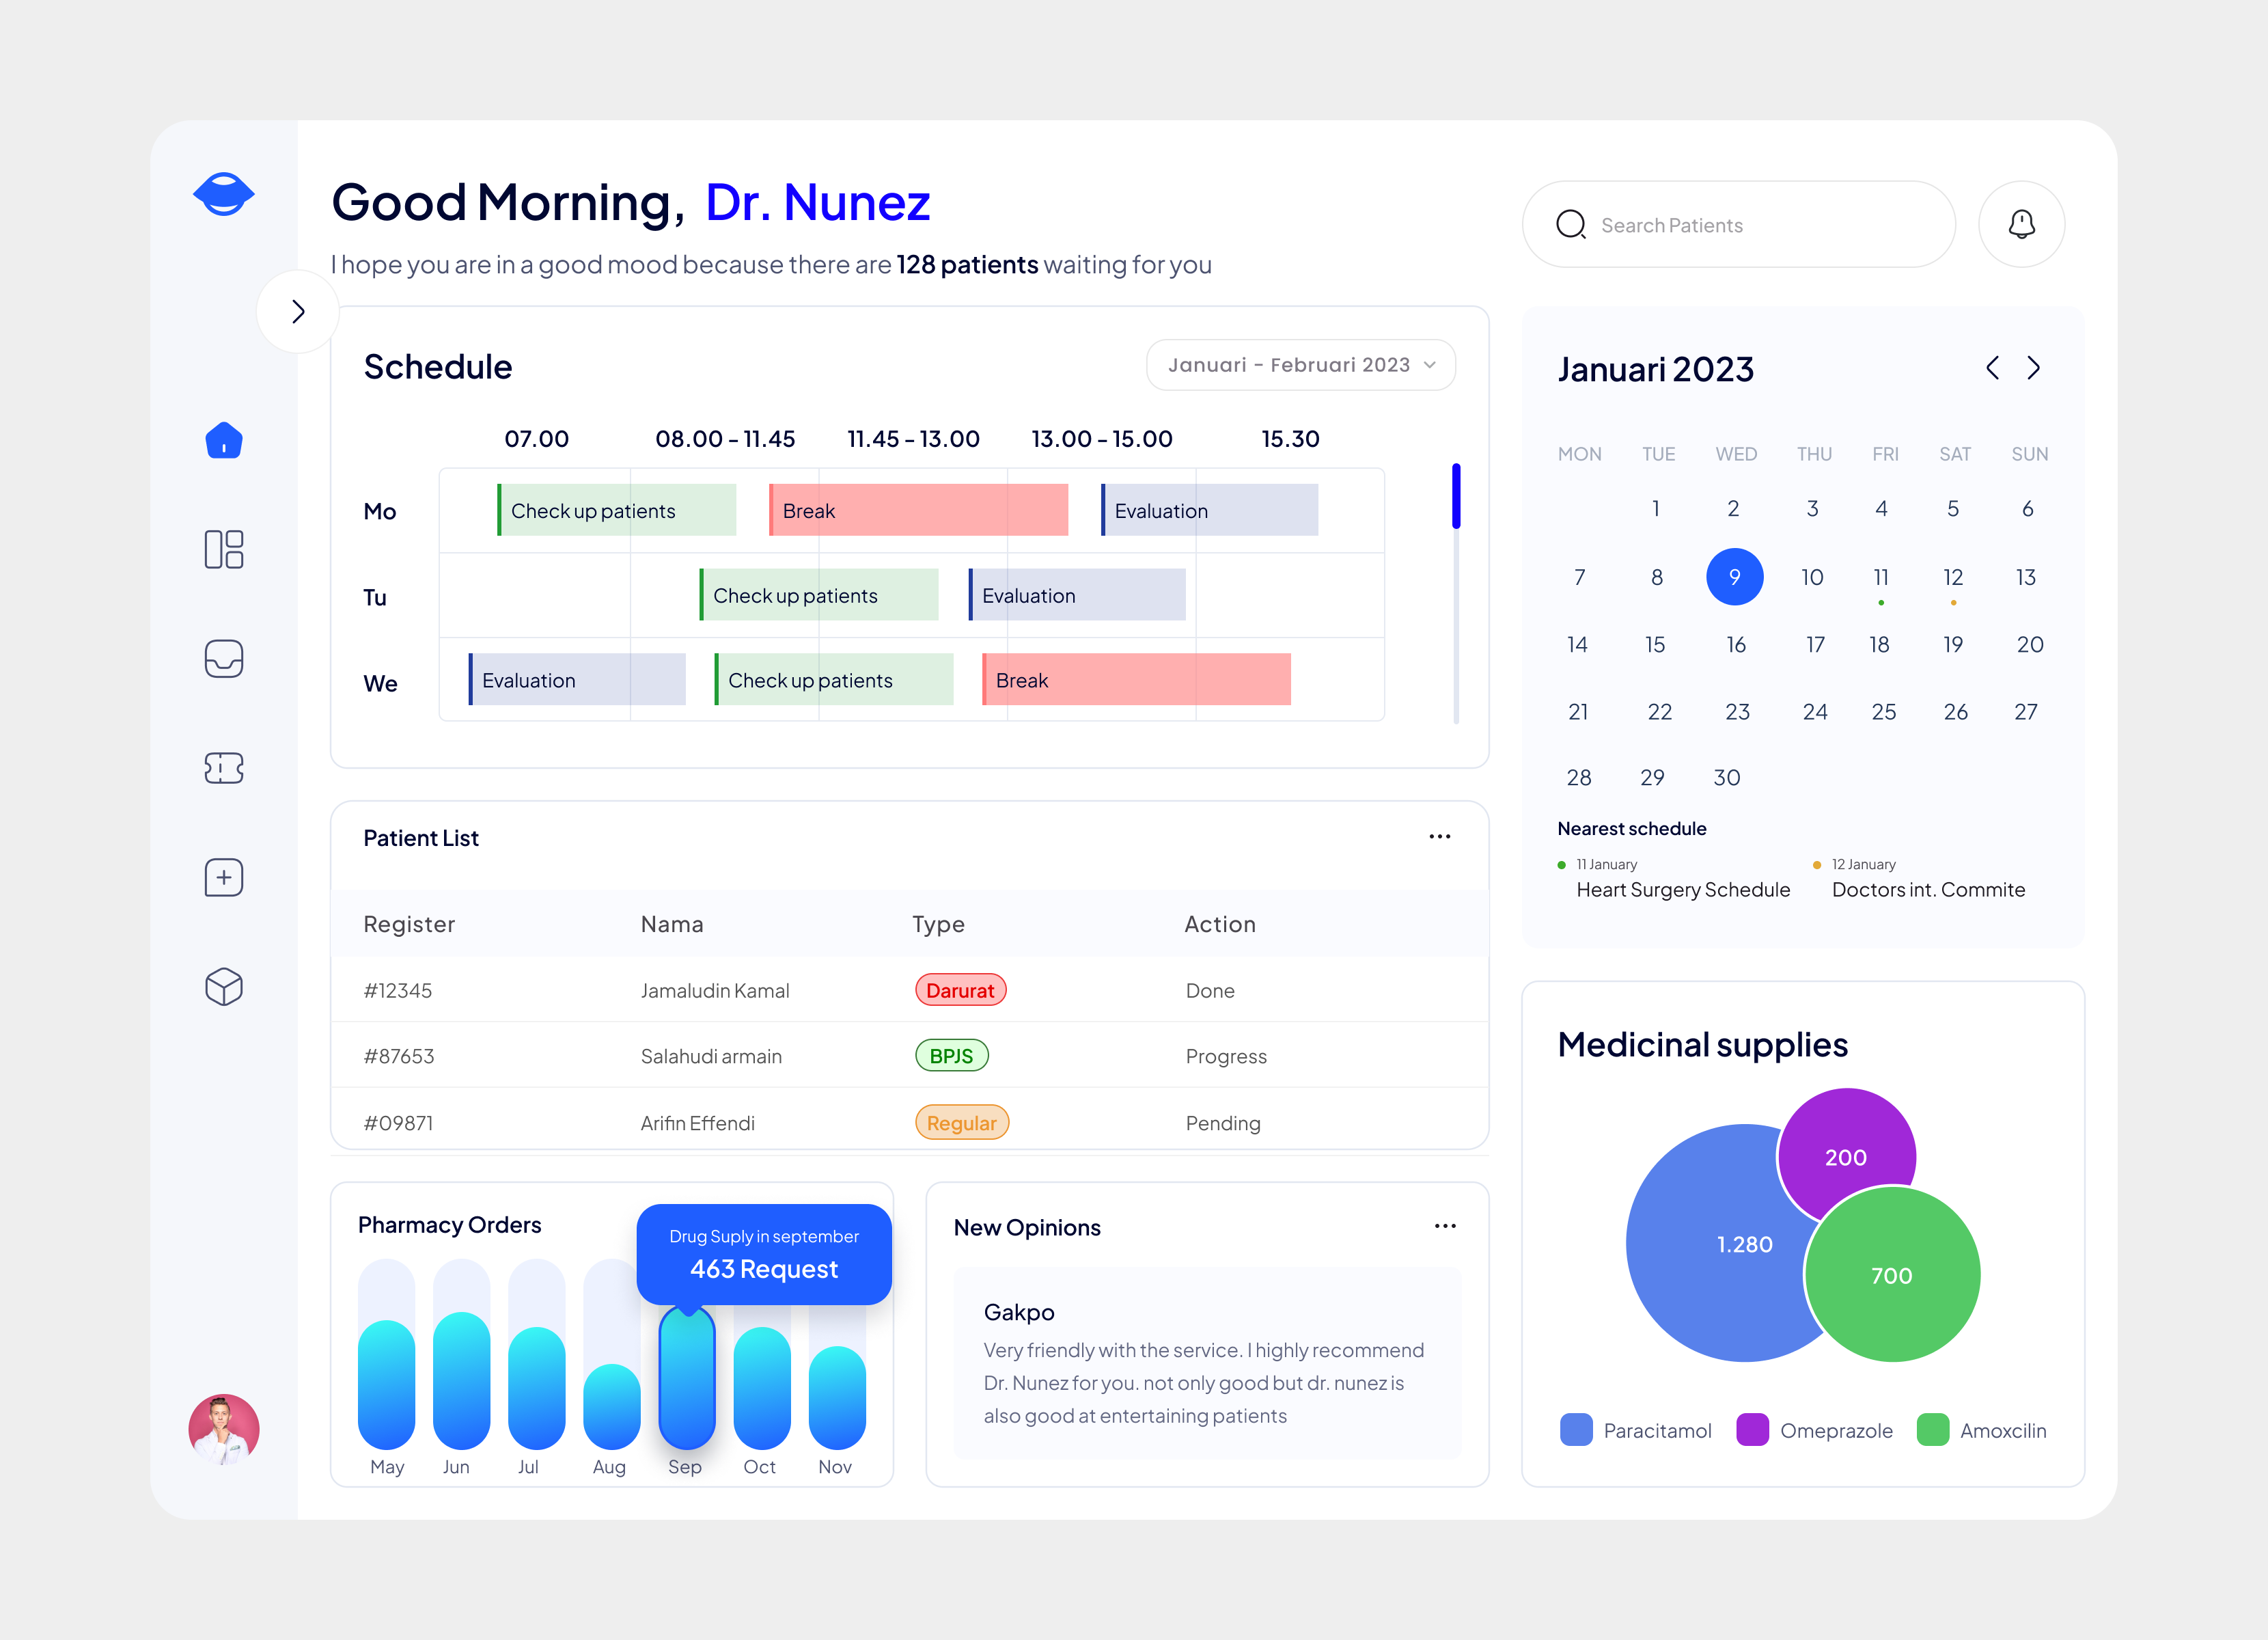 Good Morning, Dr. Nunez
I hope you are in a good mood because there are 128 patients waiting for you
Search Patients
Schedule
Januari - Februari 2023
07.00 08.00 - 11.45 11.45 - 13.00 13.00 - 15.00 15.30
Mo Check up patients Break Evaluation
Tu Check up patients Evaluation
We Evaluation Check up patients Break
Januari 2023
MON TUE WED THU FRI SAT SUN
1 2 3 4 5 6
7 8 9 10 11 12 13
14 15 16 17 18 19 20
21 22 23 24 25 26 27
28 29 30
Nearest schedule
11 January
Heart Surgery Schedule
12 January
Doctors int. Commite
Patient List
Register Nama Type Action
#12345 Jamaludin Kamal Darurat Done
#87653 Salahudi armain BPJS Progress
#09871 Arifin Effendi Regular Pending
Pharmacy Orders
Drug Suply in september
463 Request
May Jun Jul Aug Sep Oct Nov
New Opinions
Gakpo
Very friendly with the service. I highly recommend
Dr. Nunez for you. not only good but dr. nunez is
also good at entertaining patients
Medicinal supplies
200
1.280
700
Paracitamol Omeprazole Amoxcilin